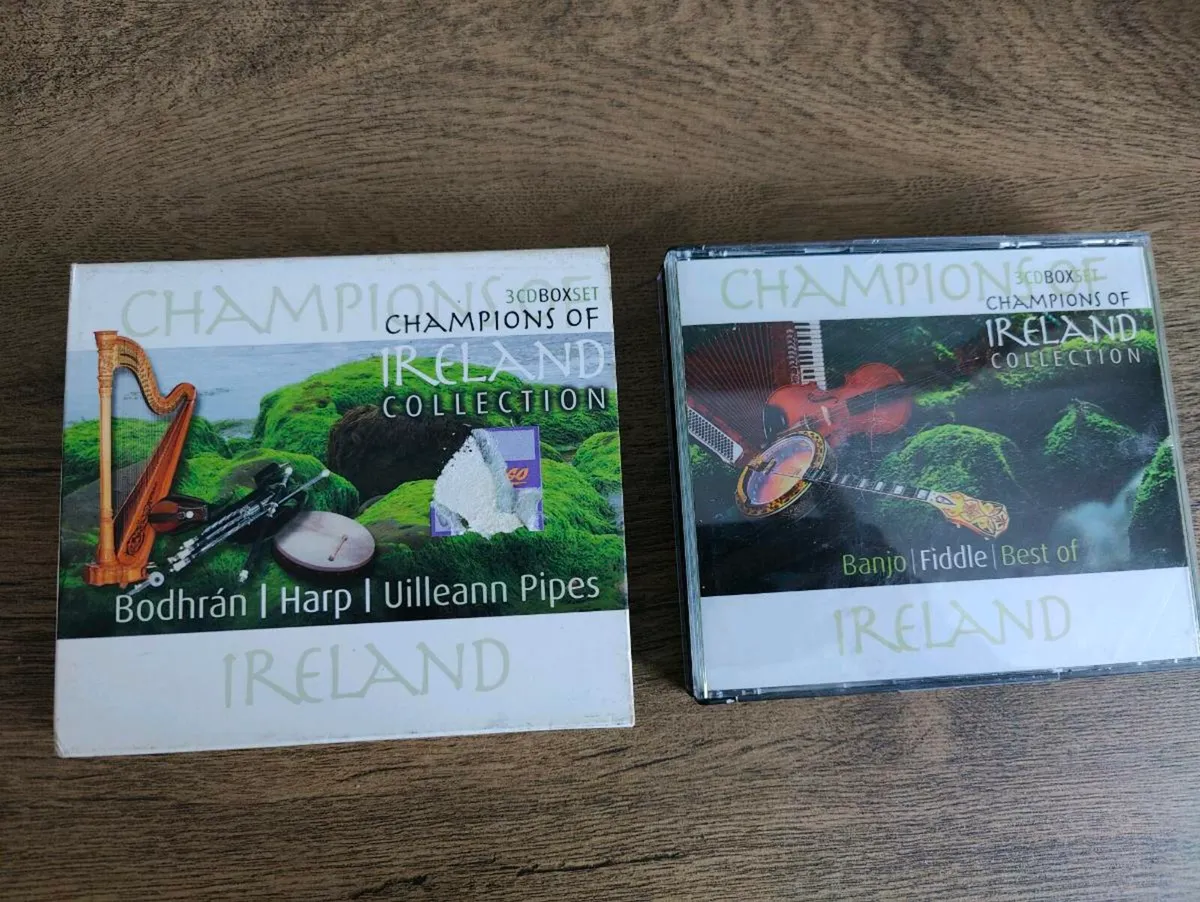 CHAMPIONS OF
3CDBOXSET
CHAMPIONS OF
IRELAND
COLLECTION
Bodhrán | Harp | Uilleann Pipes
IRELAND
CHAMPIONS OF
3CDBOXSET
CHAMPIONS OF
IRELAND
COLLECTION
Banjo | Fiddle | Best of
IRELAND